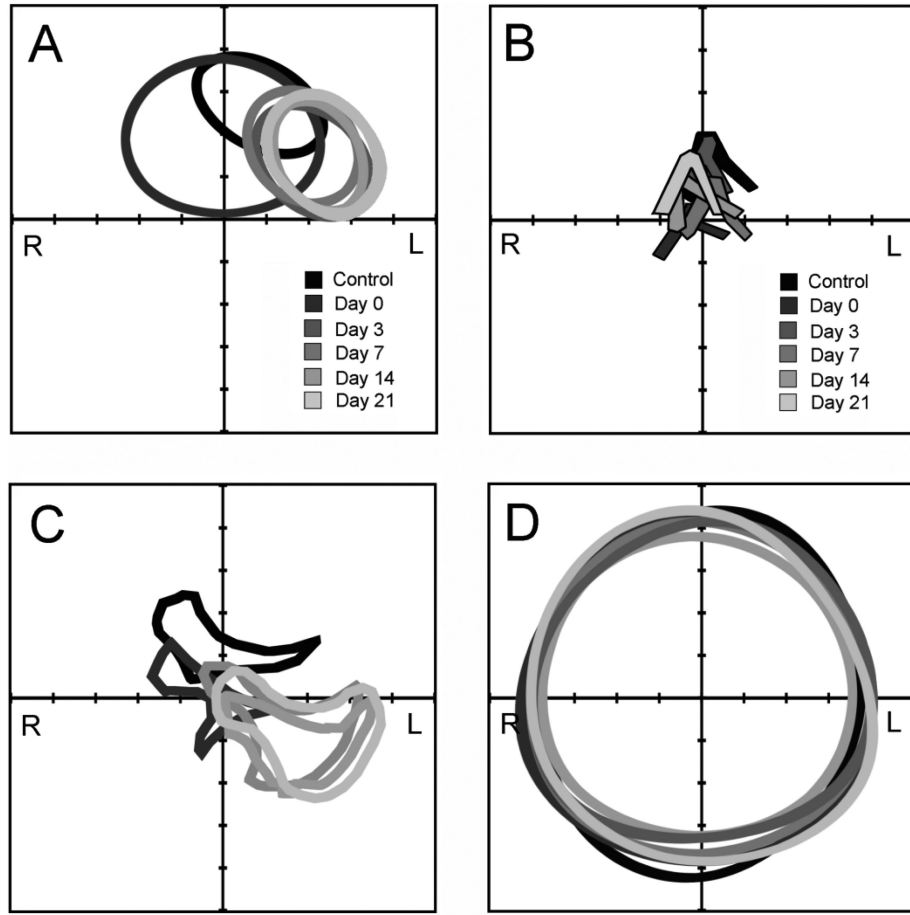 A
R
L
Control
Day 0
Day 3
Day 7
Day 14
Day 21
B
R
L
Control
Day 0
Day 3
Day 7
Day 14
Day 21
C
R
L
D
R
L